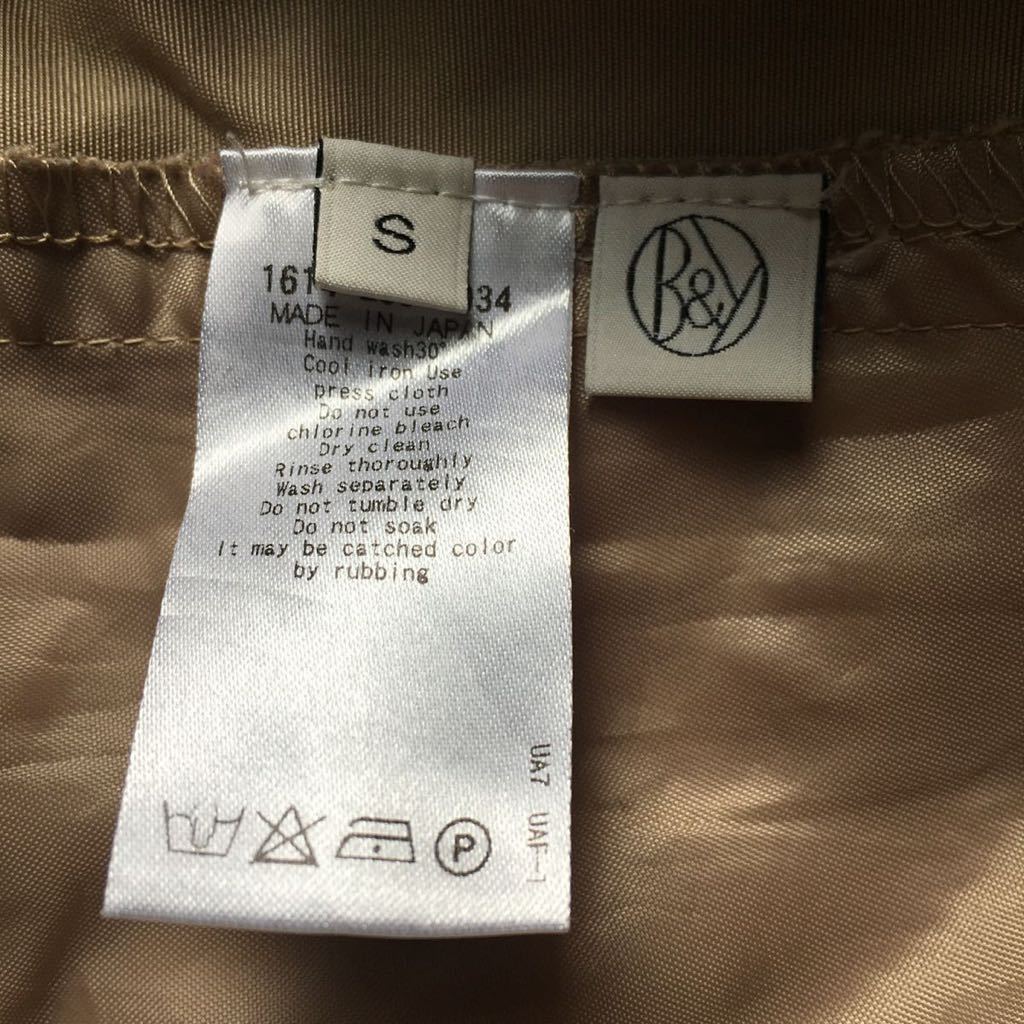 S
B&Y
MADE IN JAPAN
Hand wash30°
Cool iron Use
press cloth
Do not use
chlorine bleach
Dry clean
Rinse thoroughly
Wash separately
Do not tumble dry
Do not soak
It may be catched color
by rubbing
UA7 UAF-1
P